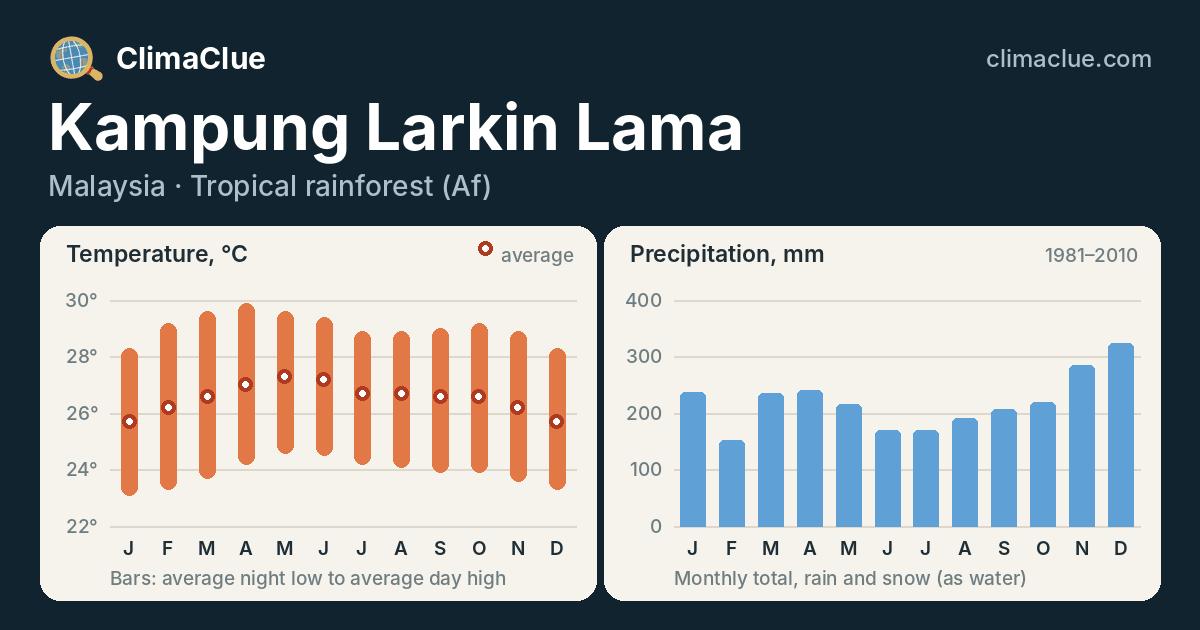 ClimaClue
climaclue.com
Kampung Larkin Lama
Malaysia · Tropical rainforest (Af)
Temperature, °C
average
30°
28°
26°
24°
22°
J F M A M J J A S O N D
Bars: average night low to average day high
Precipitation, mm
1981–2010
400
300
200
100
0
J F M A M J J A S O N D
Monthly total, rain and snow (as water)